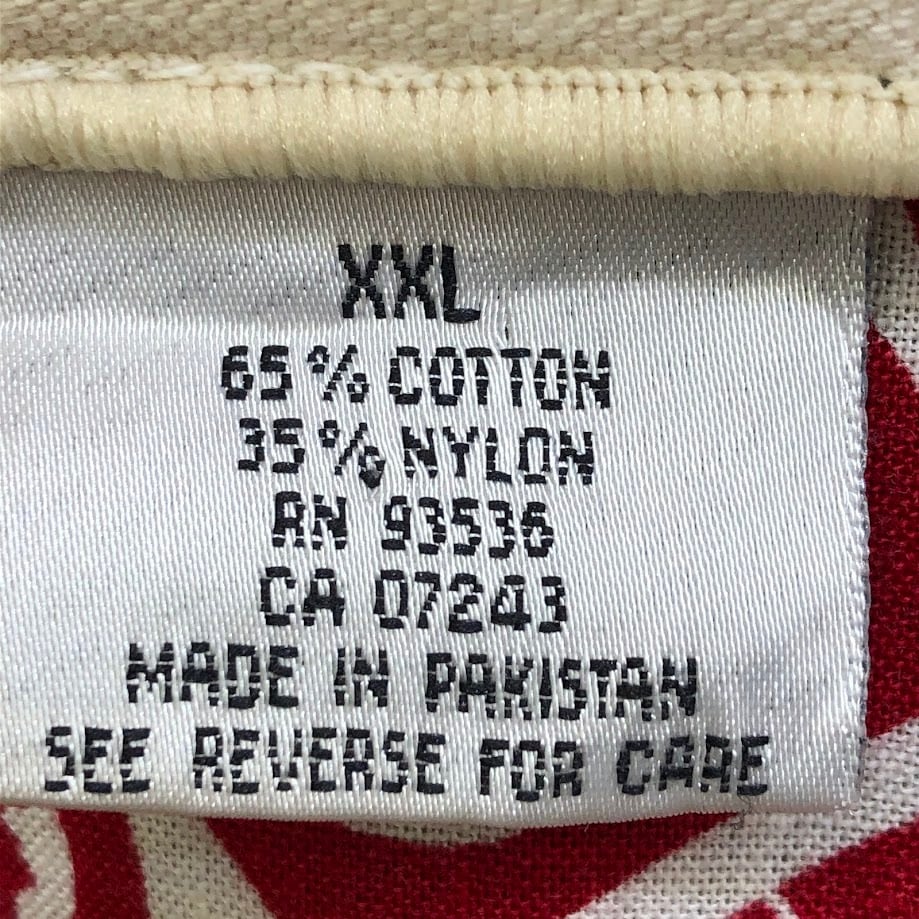 XXL
65% COTTON
35% NYLON
RN 93536
CA 07243
MADE IN PAKISTAN
SEE REVERSE FOR CARE